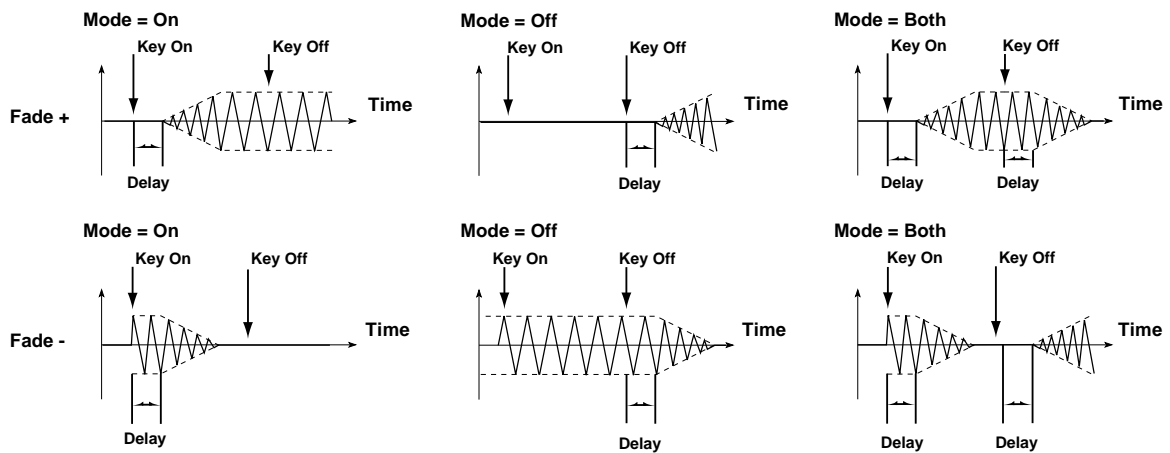 Mode = On
Mode = Off
Mode = Both
Key On
Key Off
Key On
Key Off
Key On
Key Off
Fade +
Time
Time
Time
Delay
Delay
Delay
Delay
Mode = On
Mode = Off
Mode = Both
Key On
Key Off
Key On
Key Off
Key On
Key Off
Fade -
Time
Time
Time
Delay
Delay
Delay
Delay